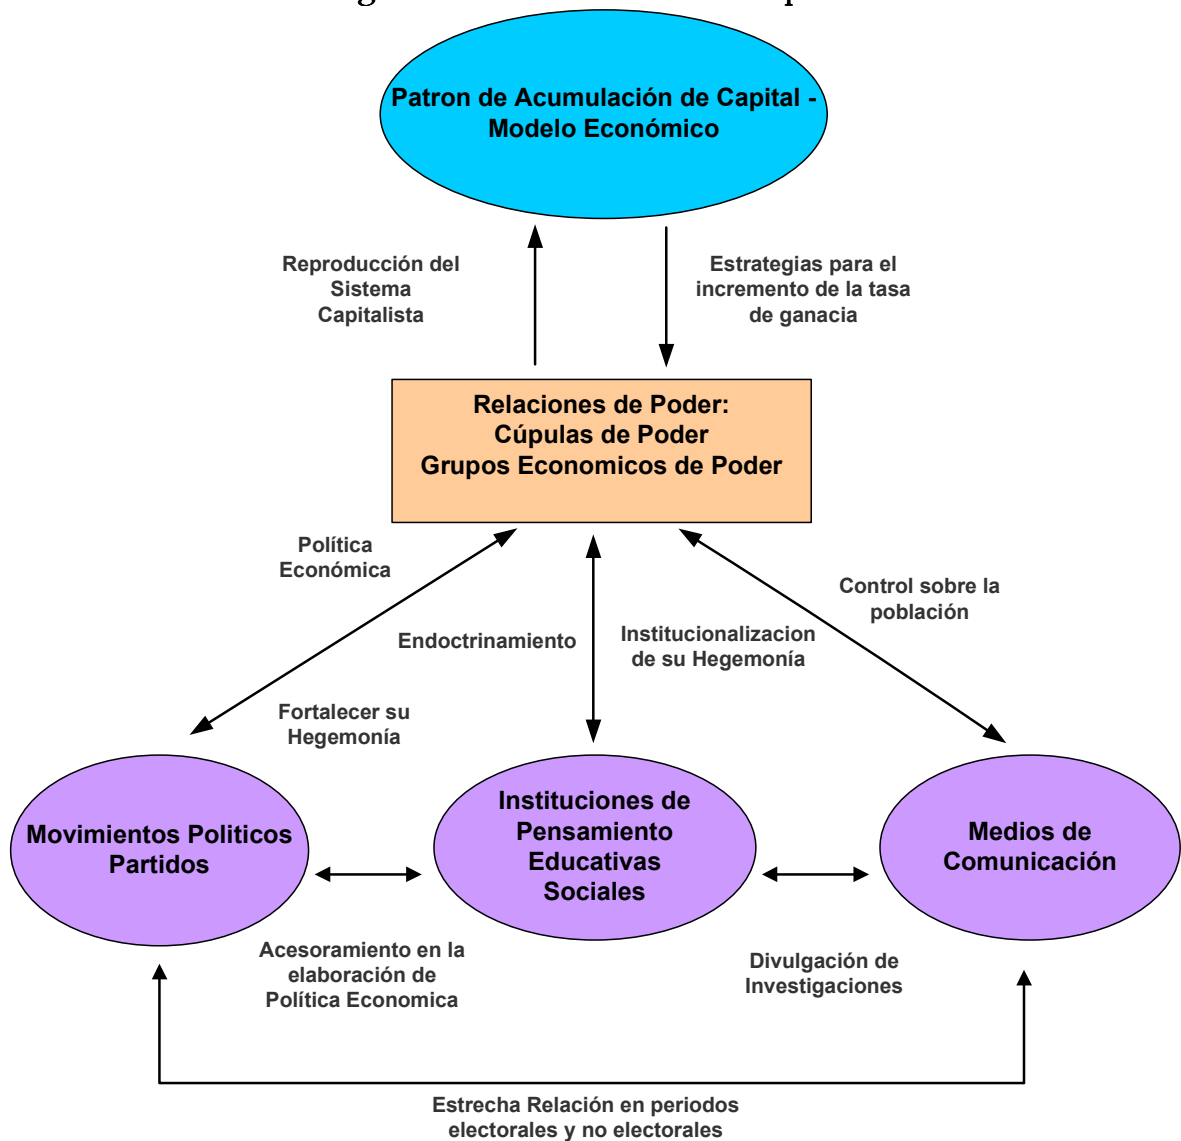 Patron de Acumulación de Capital -
Modelo Económico
Reproducción del
Sistema
Capitalista
Estrategias para el
incremento de la tasa
de ganacia
Relaciones de Poder:
Cúpulas de Poder
Grupos Economicos de Poder
Política
Económica
Control sobre la
población
Endoctrinamiento
Institucionalizacion
de su Hegemonía
Fortalecer su
Hegemonía
Movimientos Politicos
Partidos
Instituciones de
Pensamiento
Educativas
Sociales
Medios de
Comunicación
Acesoramiento en la
elaboración de
Política Economica
Divulgación de
Investigaciones
Estrecha Relación en periodos
electorales y no electorales